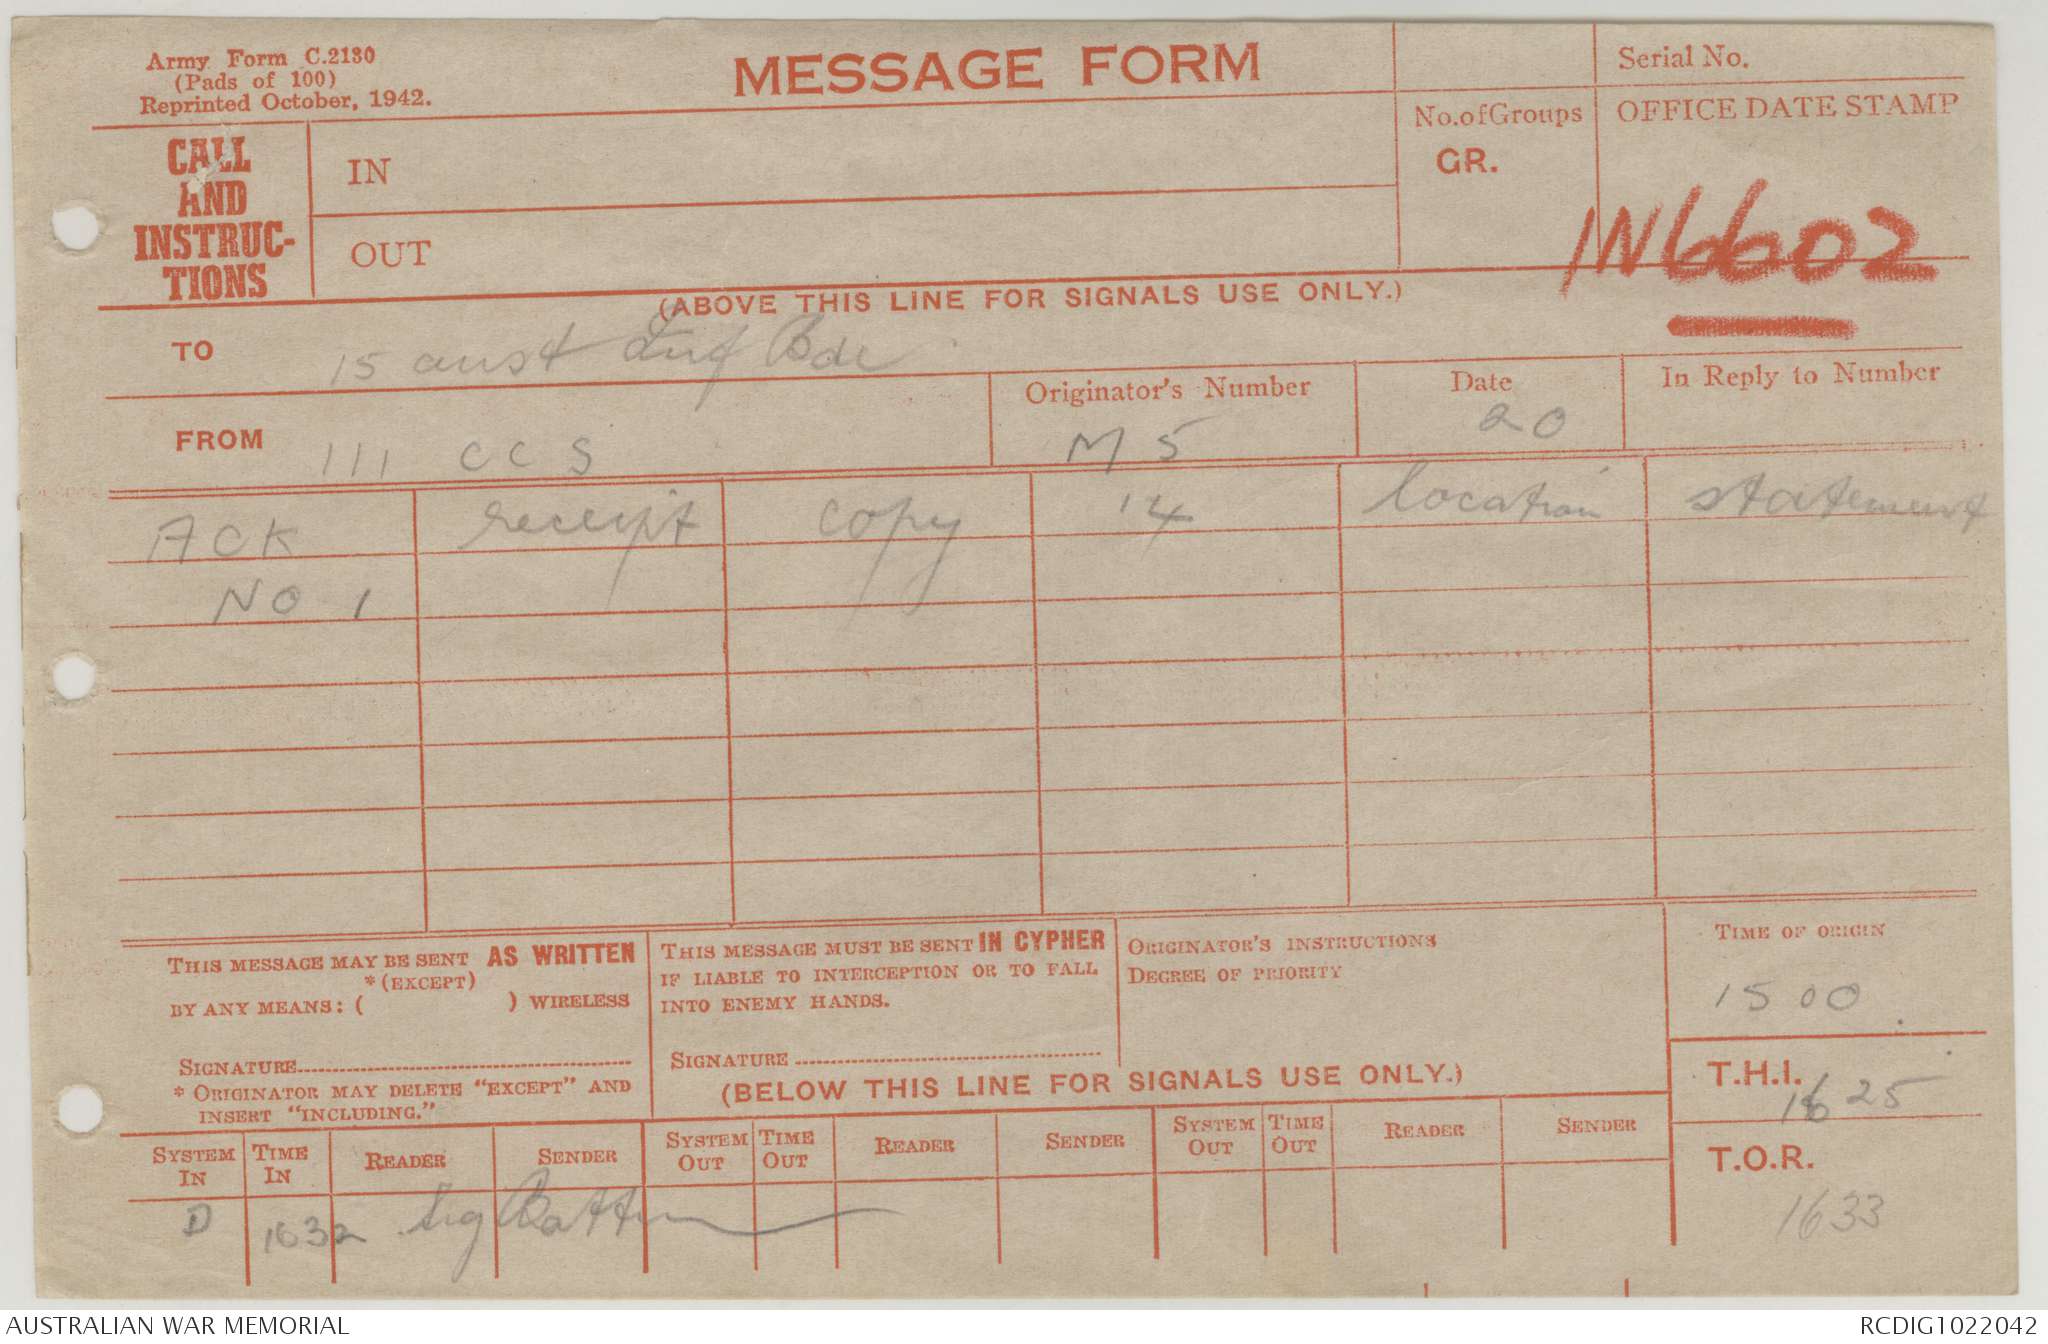 Army Form C.2130
(Pads of 100)
Reprinted October, 1942.
MESSAGE FORM
Serial No.
CALL
AND
INSTRUC-
TIONS
IN
OUT
No. of Groups
GR.
OFFICE DATE STAMP
IN6602
(ABOVE THIS LINE FOR SIGNALS USE ONLY.)
TO 15 aust Inf Bde
FROM 111 CCS
Originator's Number
M5
Date
20
In Reply to Number
ACK receipt copy 14 location statement
NO 1
THIS MESSAGE MAY BE SENT AS WRITTEN
*(EXCEPT)
BY ANY MEANS: ( ) WIRELESS
SIGNATURE
* ORIGINATOR MAY DELETE "EXCEPT" AND
INSERT "INCLUDING."
THIS MESSAGE MUST BE SENT IN CYPHER
IF LIABLE TO INTERCEPTION OR TO FALL
INTO ENEMY HANDS.
SIGNATURE
ORIGINATOR'S INSTRUCTIONS
DEGREE OF PRIORITY
TIME OF ORIGIN
1500
(BELOW THIS LINE FOR SIGNALS USE ONLY.)
T.H.I.
1625
T.O.R.
1633
SYSTEM IN TIME IN READER SENDER SYSTEM OUT TIME OUT READER SENDER SYSTEM OUT TIME OUT READER SENDER
D 1632 Sig
AUSTRALIAN WAR MEMORIAL
RCDIG1022042